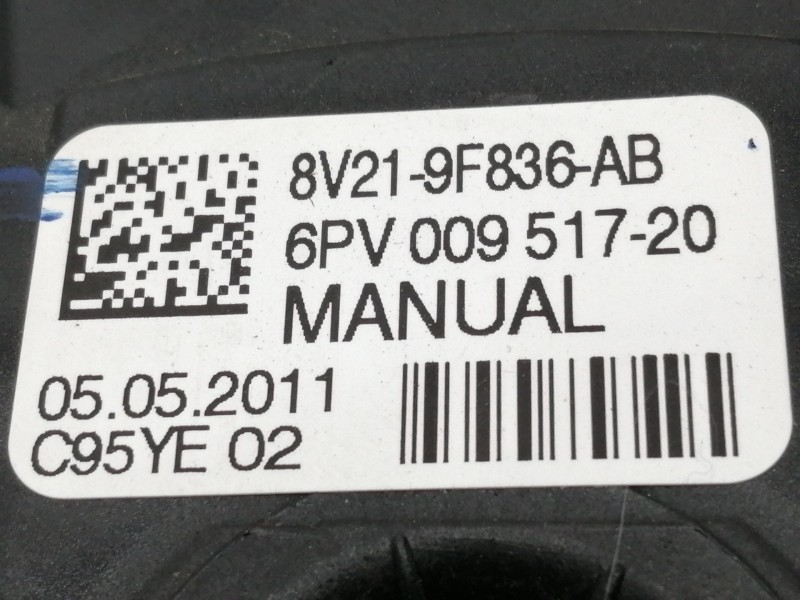 8V21-9F836-AB
6PV 009 517-20
MANUAL
05.05.2011
C95YE 02